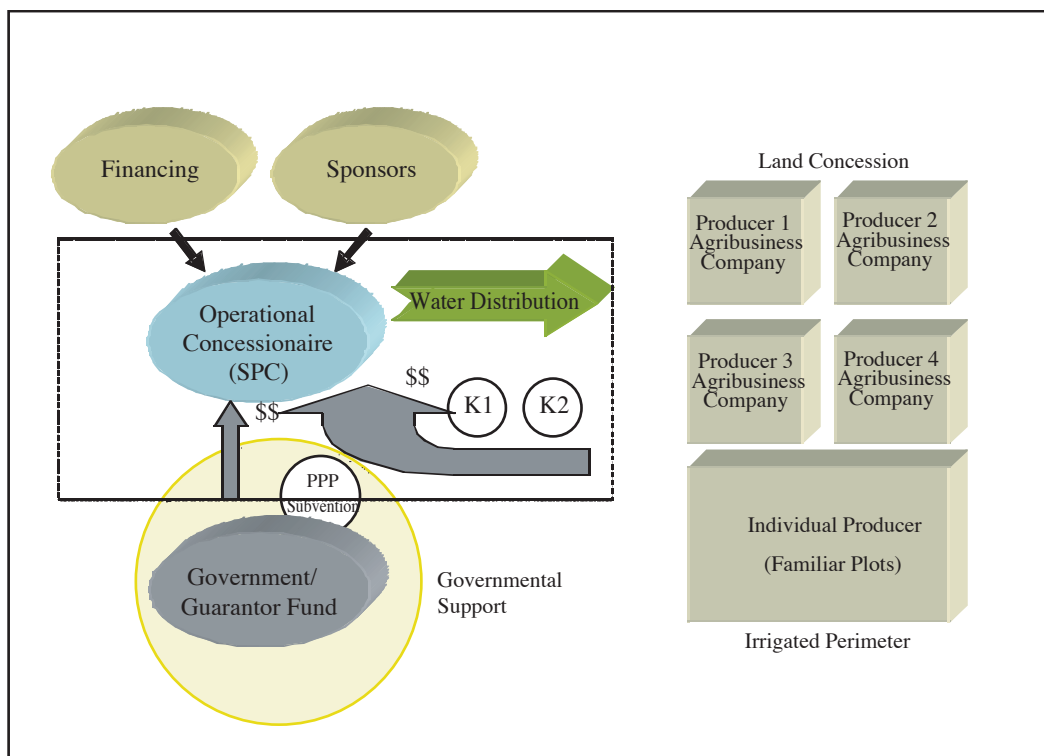 Financing
Sponsors
Operational
Concessionaire
(SPC)
Water Distribution
$$
$$
K1
K2
PPP
Subvention
Government/
Guarantor Fund
Governmental
Support
Land Concession
Producer 1
Agribusiness
Company
Producer 2
Agribusiness
Company
Producer 3
Agribusiness
Company
Producer 4
Agribusiness
Company
Individual Producer
(Familiar Plots)
Irrigated Perimeter